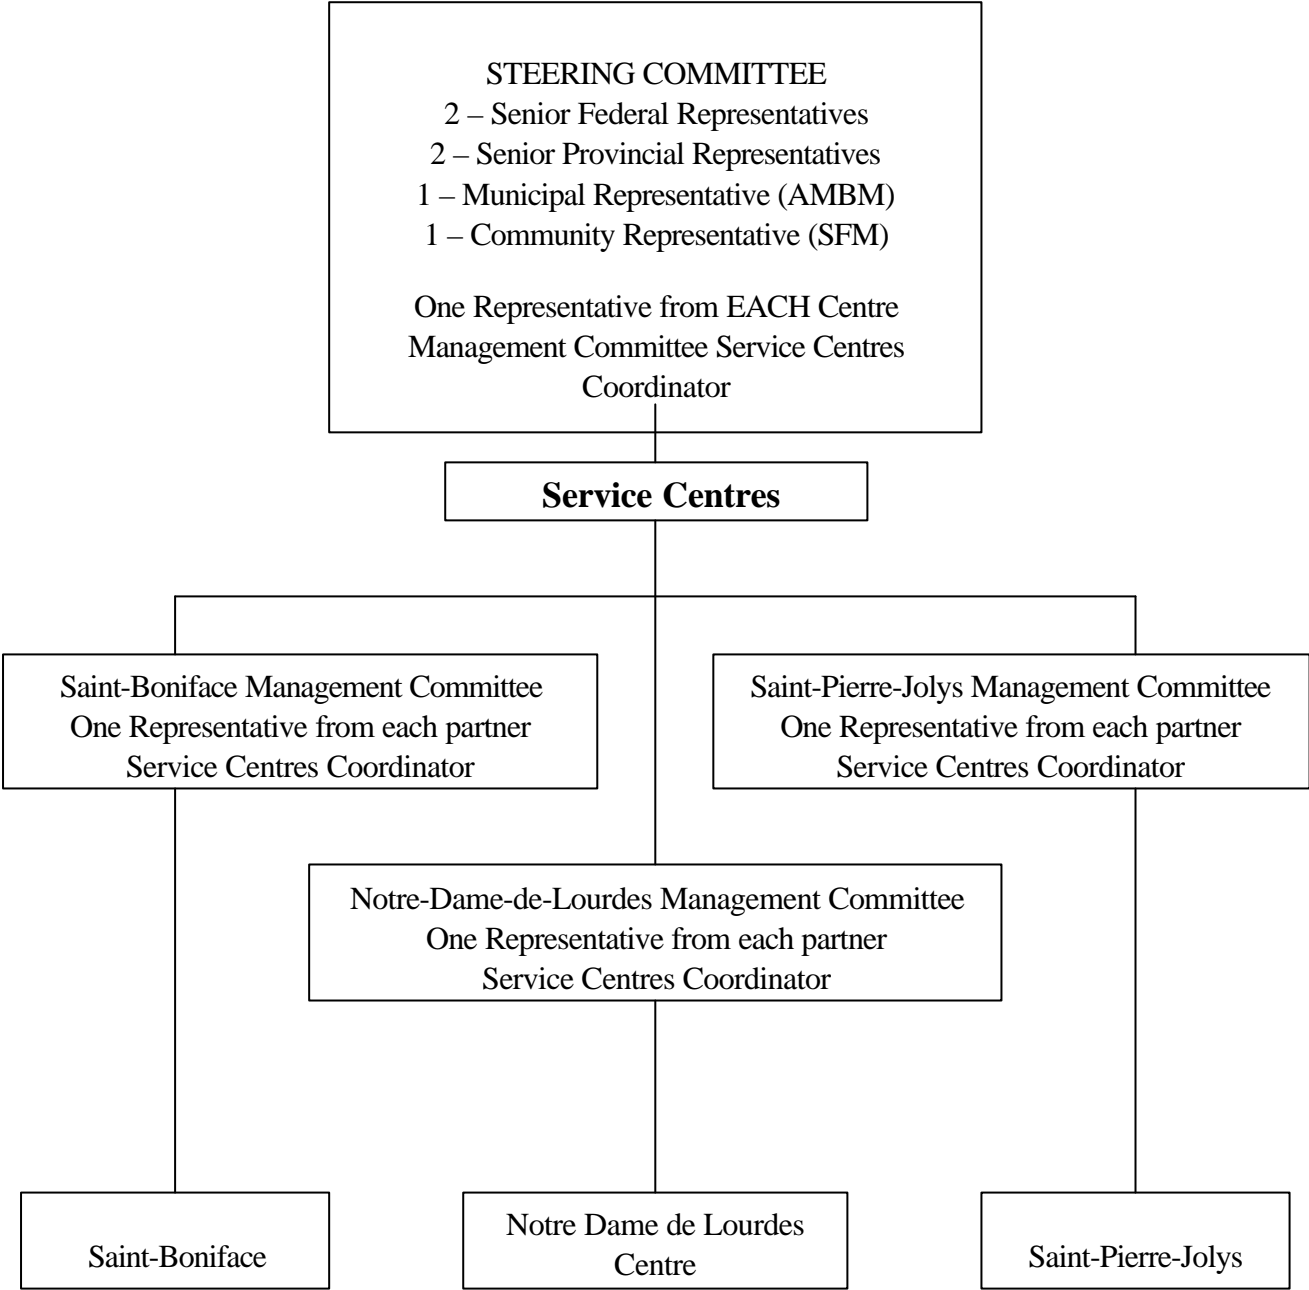 STEERING COMMITTEE
2 – Senior Federal Representatives
2 – Senior Provincial Representatives
1 – Municipal Representative (AMBM)
1 – Community Representative (SFM)
One Representative from EACH Centre
Management Committee Service Centres
Coordinator
Service Centres
Saint-Boniface Management Committee
One Representative from each partner
Service Centres Coordinator
Saint-Pierre-Jolys Management Committee
One Representative from each partner
Service Centres Coordinator
Notre-Dame-de-Lourdes Management Committee
One Representative from each partner
Service Centres Coordinator
Saint-Boniface
Notre Dame de Lourdes
Centre
Saint-Pierre-Jolys